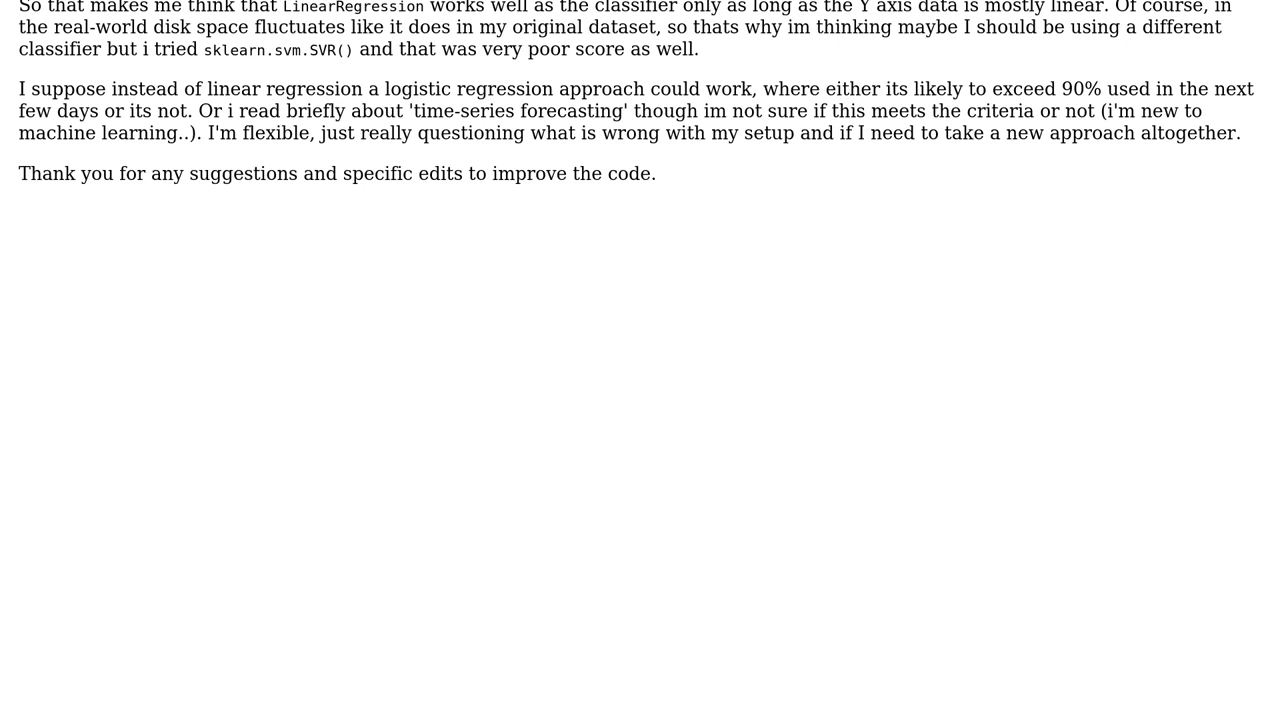 So that makes me think that LinearRegression works well as the classifier only as long as the Y axis data is mostly linear. Of course, in
the real-world disk space fluctuates like it does in my original dataset, so thats why im thinking maybe I should be using a different
classifier but i tried sklearn.svm.SVR() and that was very poor score as well.
I suppose instead of linear regression a logistic regression approach could work, where either its likely to exceed 90% used in the next
few days or its not. Or i read briefly about 'time-series forecasting' though im not sure if this meets the criteria or not (i'm new to
machine learning..). I'm flexible, just really questioning what is wrong with my setup and if I need to take a new approach altogether.
Thank you for any suggestions and specific edits to improve the code.